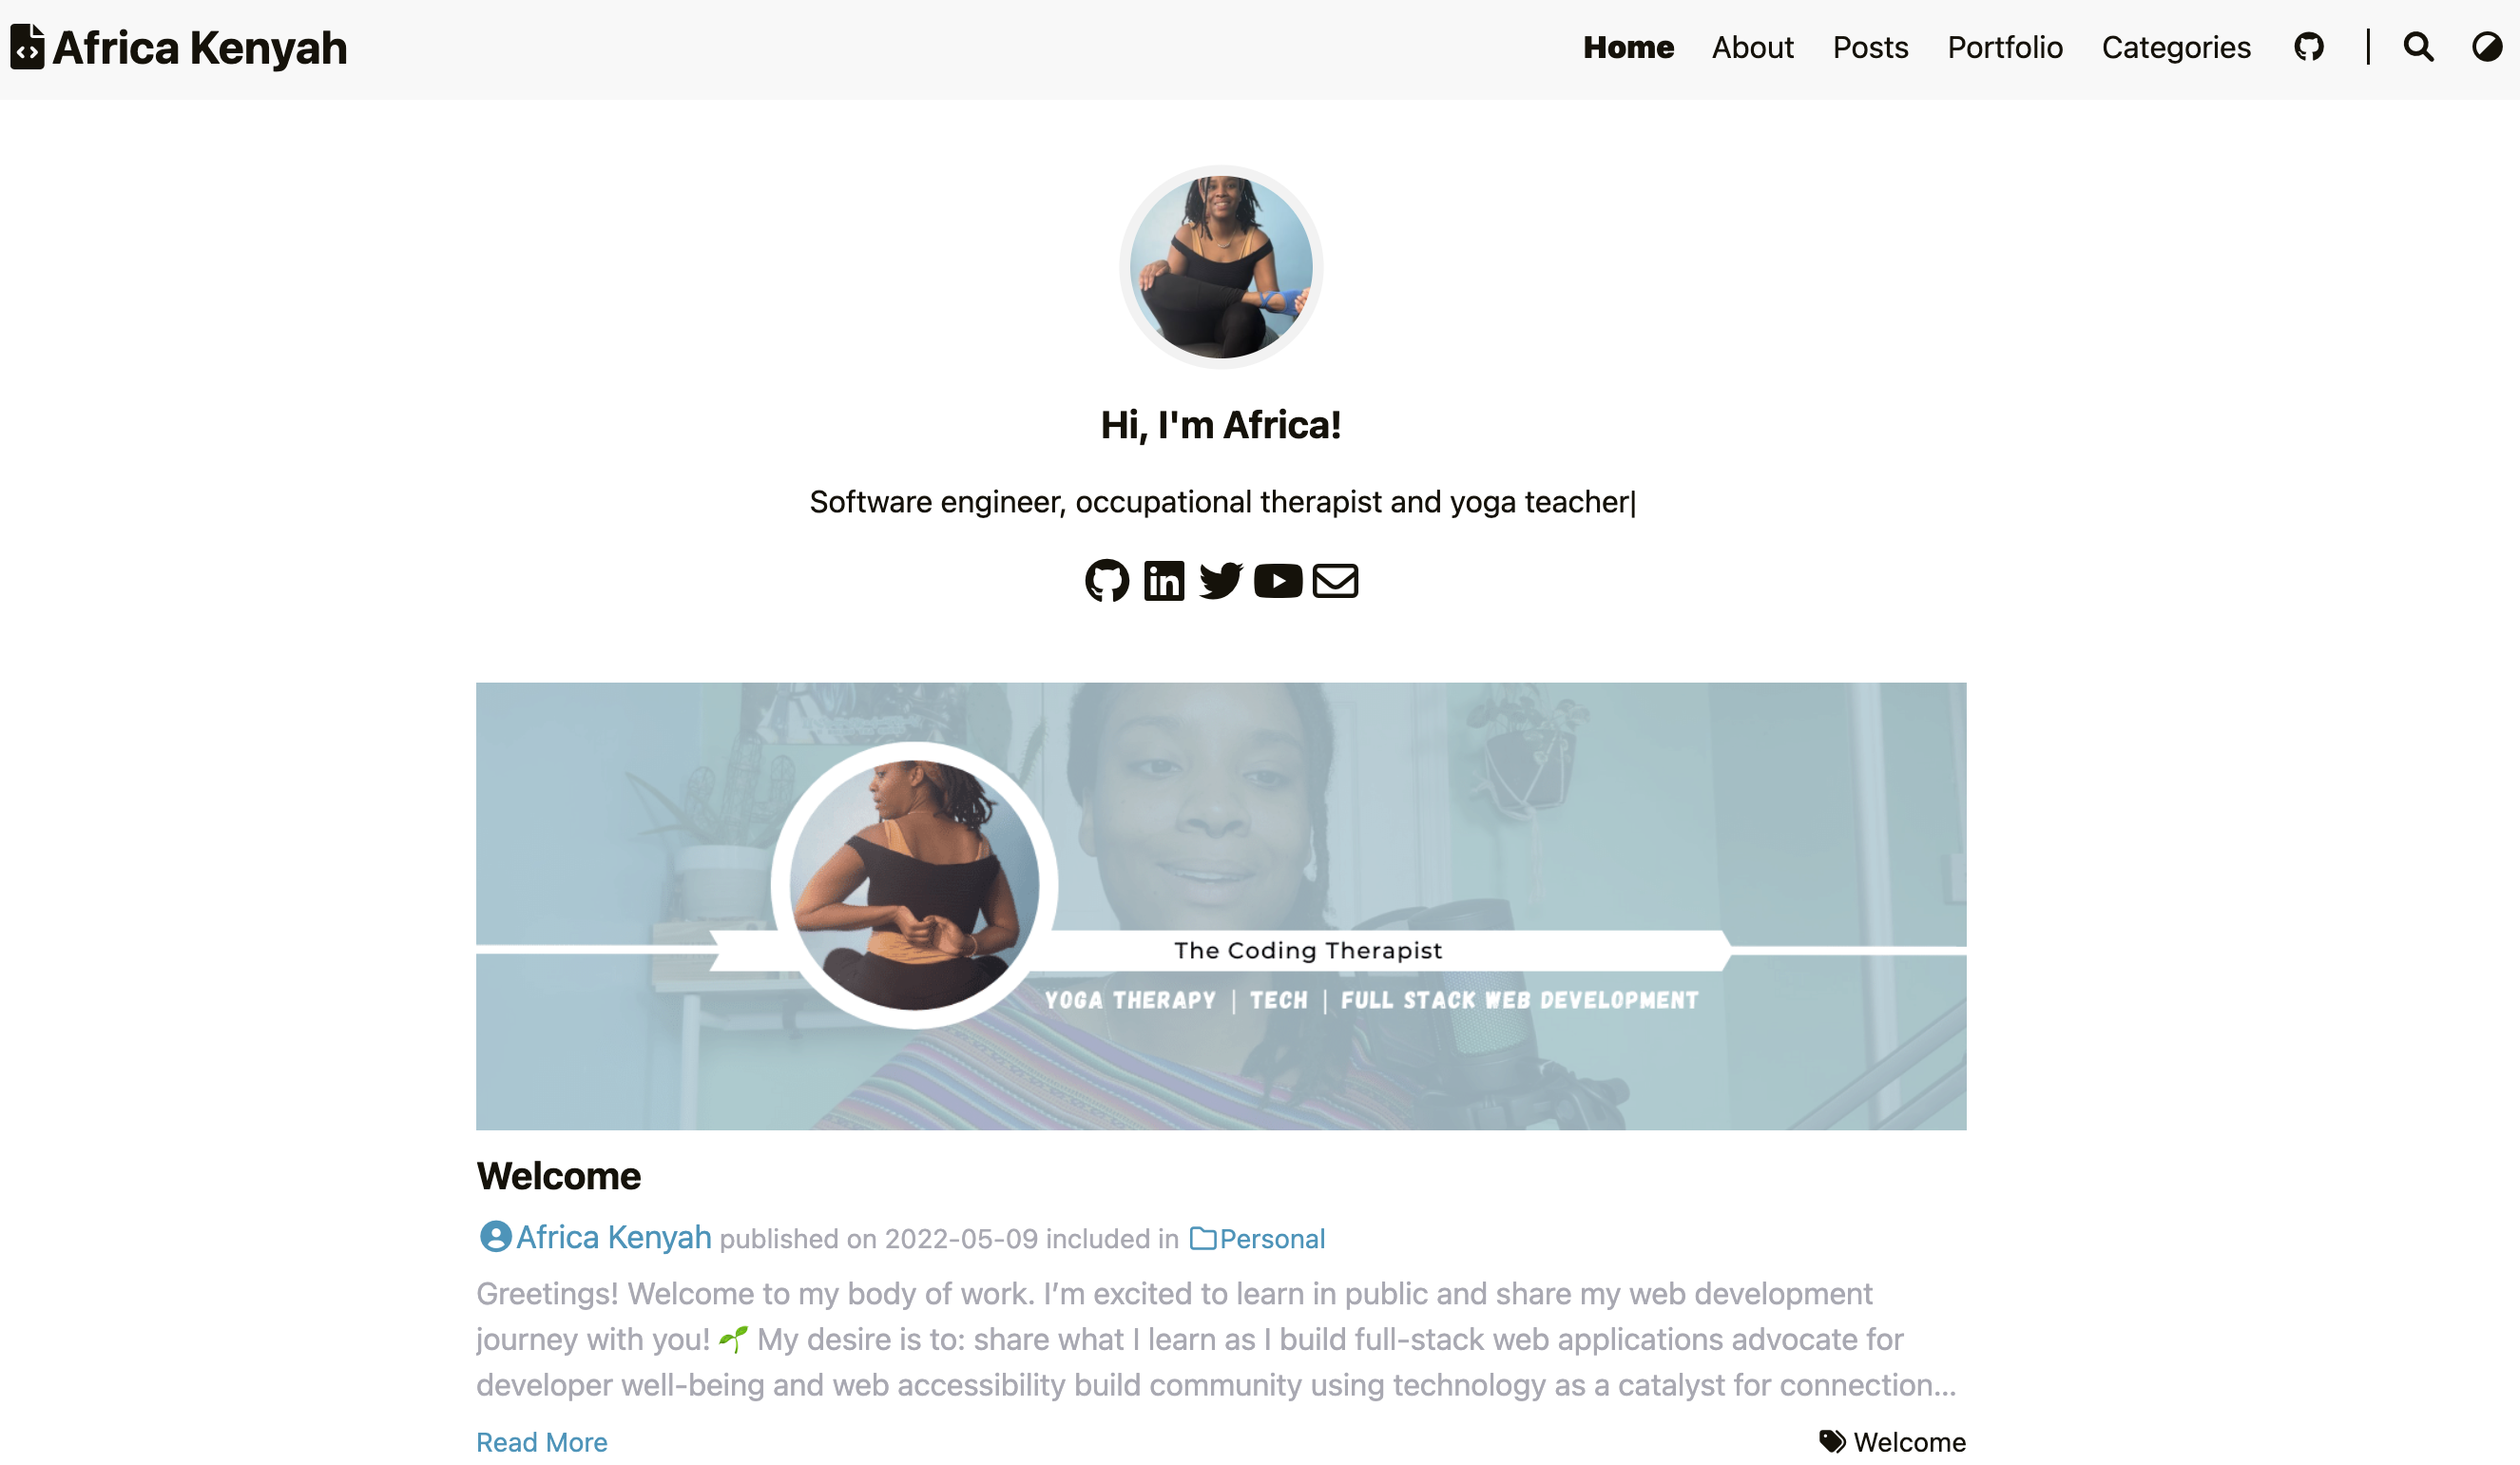 Africa Kenyah
Home About Posts Portfolio Categories
Hi, I'm Africa!
Software engineer, occupational therapist and yoga teacher|
The Coding Therapist
YOGA THERAPY | TECH | FULL STACK WEB DEVELOPMENT
Welcome
Africa Kenyah published on 2022-05-09 included in Personal
Greetings! Welcome to my body of work. I’m excited to learn in public and share my web development
journey with you! 🌱 My desire is to: share what I learn as I build full-stack web applications advocate for
developer well-being and web accessibility build community using technology as a catalyst for connection...
Read More
Welcome